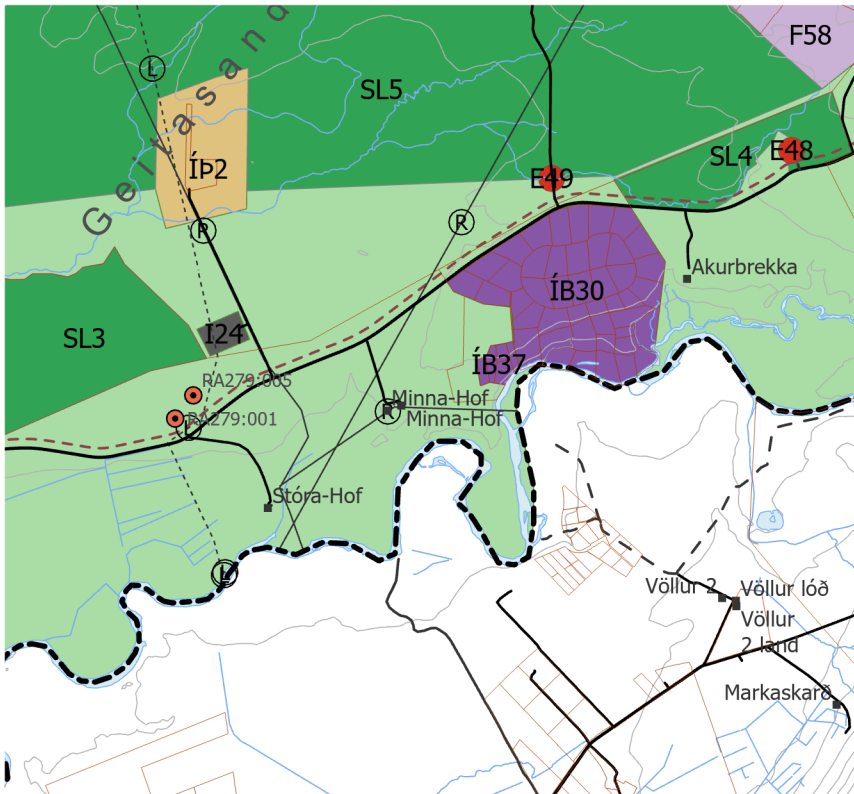 F58
L
SL5
Geitasand
E48
SL4
ÍÞ2
E49
R
R
Akurbrekka
ÍB30
I24
SL3
ÍB37
RA279:005
Minna-Hof
R
Minna-Hof
RA279:001
L
Stóra-Hof
L
Völlur 2
Völlur lóð
Völlur
2 land
Markaskarð